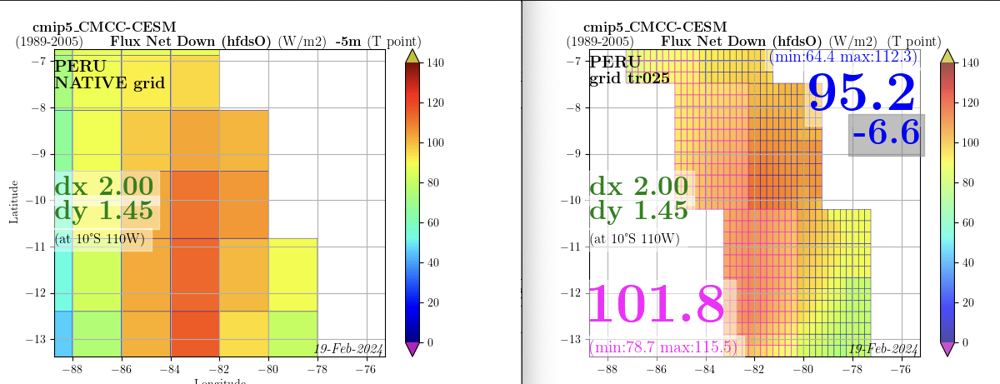 cmip5_CMCC-CESM
(1989-2005) Flux Net Down (hfdsO) (W/m2) -5m (T point)
PERU
NATIVE grid
dx 2.00
dy 1.45
(at 10°S 110W)
19-Feb-2024
−7
−8
−9
−10
−11
−12
−13
Latitude
−88 −86 −84 −82 −80 −78 −76
Longitude
140
120
100
80
60
40
20
0
cmip5_CMCC-CESM
(1989-2005) Flux Net Down (hfdsO) (W/m2) (T point)
PERU
grid tr025
(min:64.4 max:112.3)
95.2
-6.6
dx 2.00
dy 1.45
(at 10°S 110W)
101.8
(min:78.7 max:115.5)
19-Feb-2024
−7
−8
−9
−10
−11
−12
−13
−88 −86 −84 −82 −80 −78 −76
140
120
100
80
60
40
20
0